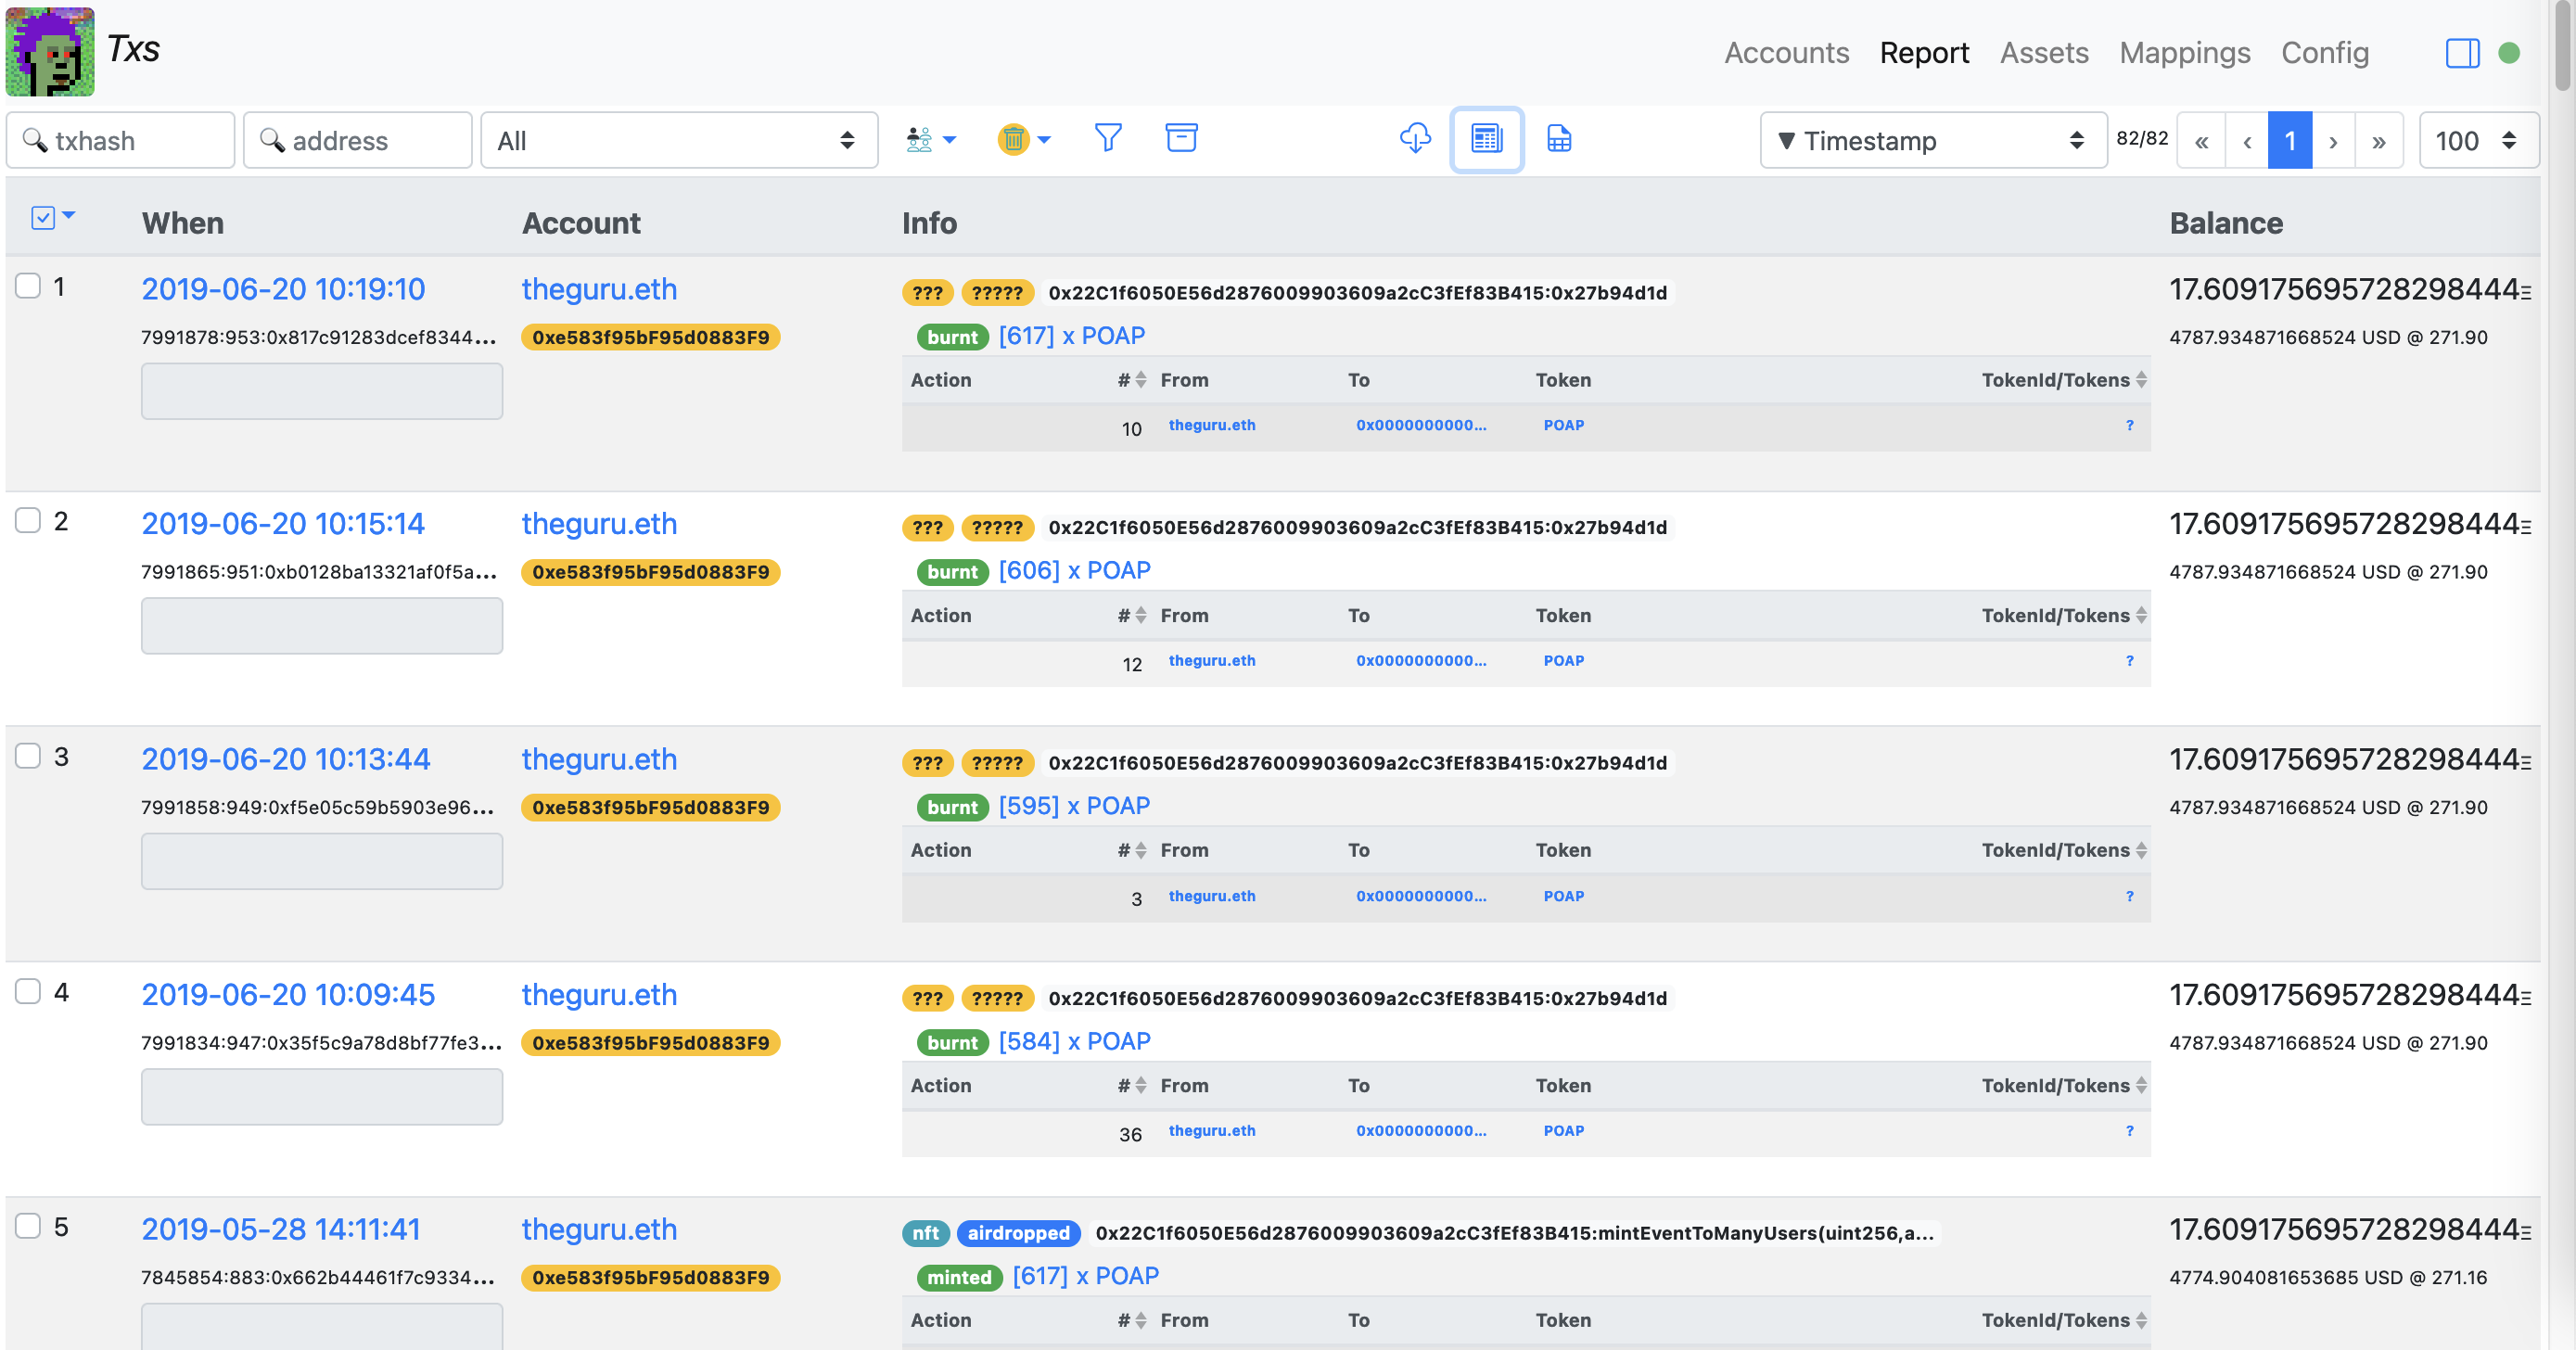 Txs
Accounts Report Assets Mappings Config
txhash address All ▼ Timestamp 82/82 « ‹ 1 › » 100
When Account Info Balance
1 2019-06-20 10:19:10 theguru.eth ??? ????? 0x22C1f6050E56d2876009903609a2cC3fEf83B415:0x27b94d1d 17.609175695728298444Ξ
7991878:953:0x817c91283dcef8344... 0xe583f95bF95d0883F9 burnt [617] x POAP 4787.934871668524 USD @ 271.90
Action # From To Token TokenId/Tokens
10 theguru.eth 0x0000000000... POAP ?
2 2019-06-20 10:15:14 theguru.eth ??? ????? 0x22C1f6050E56d2876009903609a2cC3fEf83B415:0x27b94d1d 17.609175695728298444Ξ
7991865:951:0xb0128ba13321af0f5a... 0xe583f95bF95d0883F9 burnt [606] x POAP 4787.934871668524 USD @ 271.90
Action # From To Token TokenId/Tokens
12 theguru.eth 0x0000000000... POAP ?
3 2019-06-20 10:13:44 theguru.eth ??? ????? 0x22C1f6050E56d2876009903609a2cC3fEf83B415:0x27b94d1d 17.609175695728298444Ξ
7991858:949:0xf5e05c59b5903e96... 0xe583f95bF95d0883F9 burnt [595] x POAP 4787.934871668524 USD @ 271.90
Action # From To Token TokenId/Tokens
3 theguru.eth 0x0000000000... POAP ?
4 2019-06-20 10:09:45 theguru.eth ??? ????? 0x22C1f6050E56d2876009903609a2cC3fEf83B415:0x27b94d1d 17.609175695728298444Ξ
7991834:947:0x35f5c9a78d8bf77fe3... 0xe583f95bF95d0883F9 burnt [584] x POAP 4787.934871668524 USD @ 271.90
Action # From To Token TokenId/Tokens
36 theguru.eth 0x0000000000... POAP ?
5 2019-05-28 14:11:41 theguru.eth nft airdropped 0x22C1f6050E56d2876009903609a2cC3fEf83B415:mintEventToManyUsers(uint256,a... 17.609175695728298444Ξ
7845854:883:0x662b44461f7c9334... 0xe583f95bF95d0883F9 minted [617] x POAP 4774.904081653685 USD @ 271.16
Action # From To Token TokenId/Tokens